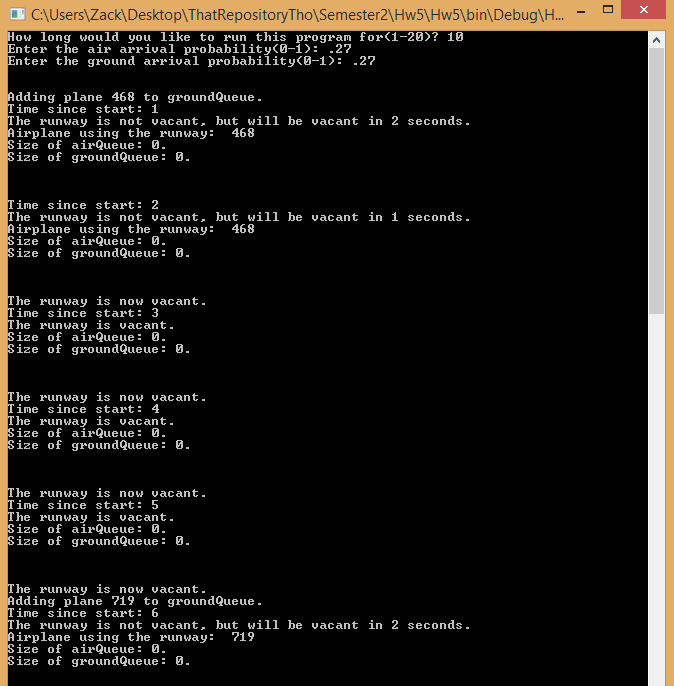 C:\Users\Zack\Desktop\ThatRepositoryTho\Semester2\Hw5\Hw5\bin\Debug\H...
How long would you like to run this program for(1-20)? 10
Enter the air arrival probability(0-1): .27
Enter the ground arrival probability(0-1): .27
Adding plane 468 to groundQueue.
Time since start: 1
The runway is not vacant, but will be vacant in 2 seconds.
Airplane using the runway:  468
Size of airQueue: 0.
Size of groundQueue: 0.
Time since start: 2
The runway is not vacant, but will be vacant in 1 seconds.
Airplane using the runway:  468
Size of airQueue: 0.
Size of groundQueue: 0.
The runway is now vacant.
Time since start: 3
The runway is vacant.
Size of airQueue: 0.
Size of groundQueue: 0.
The runway is now vacant.
Time since start: 4
The runway is vacant.
Size of airQueue: 0.
Size of groundQueue: 0.
The runway is now vacant.
Time since start: 5
The runway is vacant.
Size of airQueue: 0.
Size of groundQueue: 0.
The runway is now vacant.
Adding plane 719 to groundQueue.
Time since start: 6
The runway is not vacant, but will be vacant in 2 seconds.
Airplane using the runway:  719
Size of airQueue: 0.
Size of groundQueue: 0.